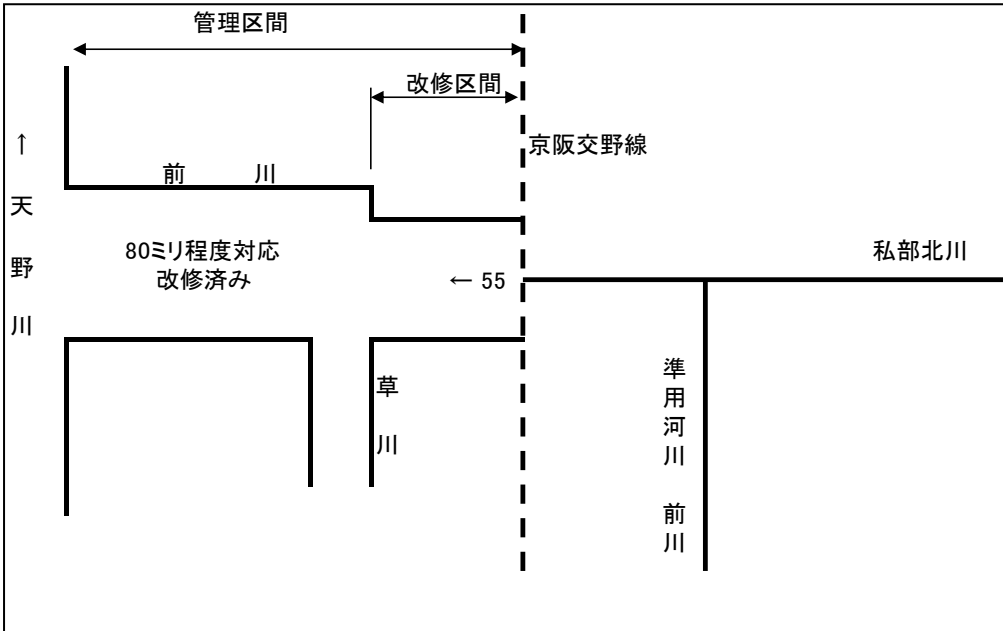 管理区間
改修区間
京阪交野線
↑ 天野川
前 川
80ミリ程度対応
改修済み
← 55
私部北川
草川
準用河川 前川